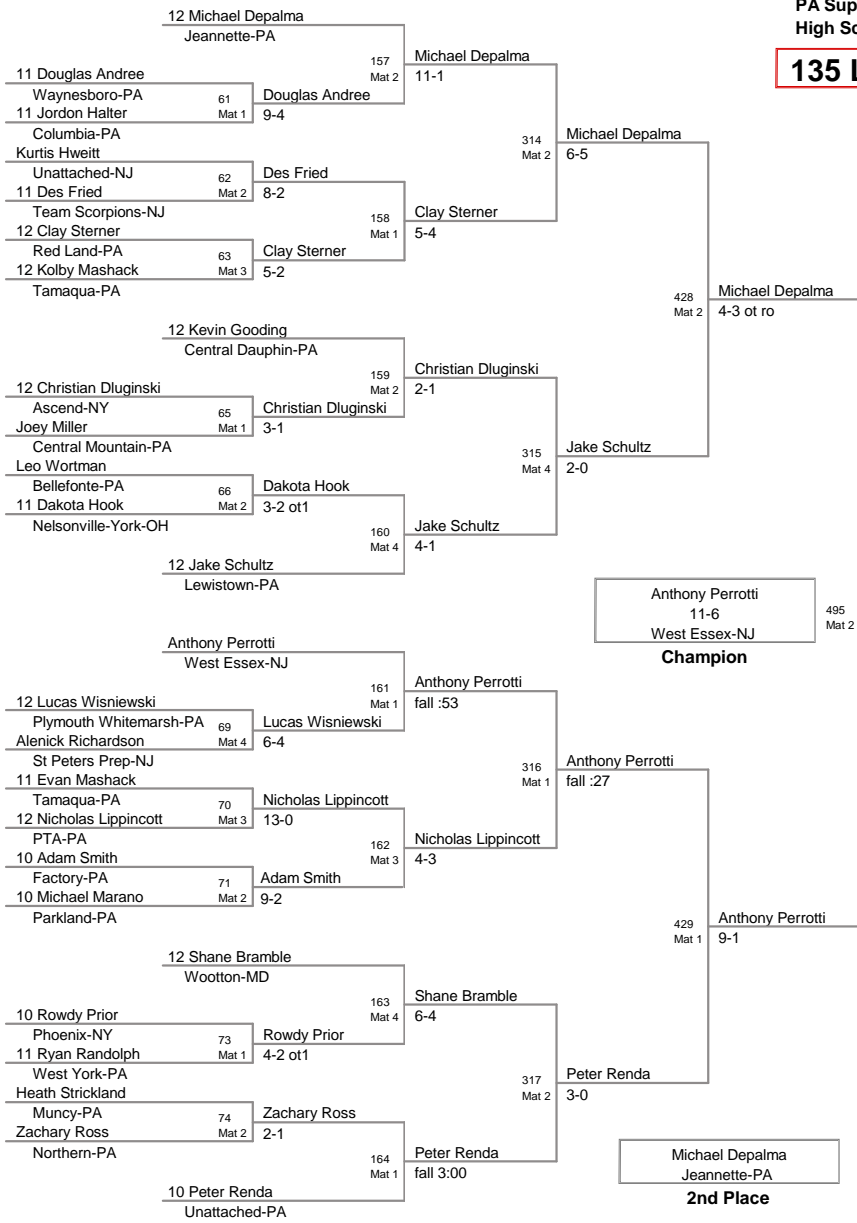 PA Sup
High Sc
135 L
12 Michael Depalma
Jeannette-PA
157
Mat 2
Michael Depalma
11-1
11 Douglas Andree
Waynesboro-PA
61
Mat 1
Douglas Andree
9-4
11 Jordon Halter
Columbia-PA
314
Mat 2
Michael Depalma
6-5
Kurtis Hweitt
Unattached-NJ
62
Mat 2
Des Fried
8-2
11 Des Fried
Team Scorpions-NJ
158
Mat 1
Clay Sterner
5-4
12 Clay Sterner
Red Land-PA
63
Mat 3
Clay Sterner
5-2
12 Kolby Mashack
Tamaqua-PA
428
Mat 2
Michael Depalma
4-3 ot ro
12 Kevin Gooding
Central Dauphin-PA
159
Mat 2
Christian Dluginski
2-1
12 Christian Dluginski
Ascend-NY
65
Mat 1
Christian Dluginski
3-1
Joey Miller
Central Mountain-PA
315
Mat 4
Jake Schultz
2-0
Leo Wortman
Bellefonte-PA
66
Mat 2
Dakota Hook
3-2 ot1
11 Dakota Hook
Nelsonville-York-OH
160
Mat 4
Jake Schultz
4-1
12 Jake Schultz
Lewistown-PA
Anthony Perrotti
11-6
West Essex-NJ
495
Mat 2
Champion
Anthony Perrotti
West Essex-NJ
161
Mat 1
Anthony Perrotti
fall :53
12 Lucas Wisniewski
Plymouth Whitemarsh-PA
69
Mat 4
Lucas Wisniewski
6-4
Alenick Richardson
St Peters Prep-NJ
316
Mat 1
Anthony Perrotti
fall :27
11 Evan Mashack
Tamaqua-PA
70
Mat 3
Nicholas Lippincott
13-0
12 Nicholas Lippincott
PTA-PA
162
Mat 3
Nicholas Lippincott
4-3
10 Adam Smith
Factory-PA
71
Mat 2
Adam Smith
9-2
10 Michael Marano
Parkland-PA
429
Mat 1
Anthony Perrotti
9-1
12 Shane Bramble
Wootton-MD
163
Mat 4
Shane Bramble
6-4
10 Rowdy Prior
Phoenix-NY
73
Mat 1
Rowdy Prior
4-2 ot1
11 Ryan Randolph
West York-PA
317
Mat 2
Peter Renda
3-0
Heath Strickland
Muncy-PA
74
Mat 2
Zachary Ross
2-1
Zachary Ross
Northern-PA
164
Mat 1
Peter Renda
fall 3:00
10 Peter Renda
Unattached-PA
Michael Depalma
Jeannette-PA
2nd Place